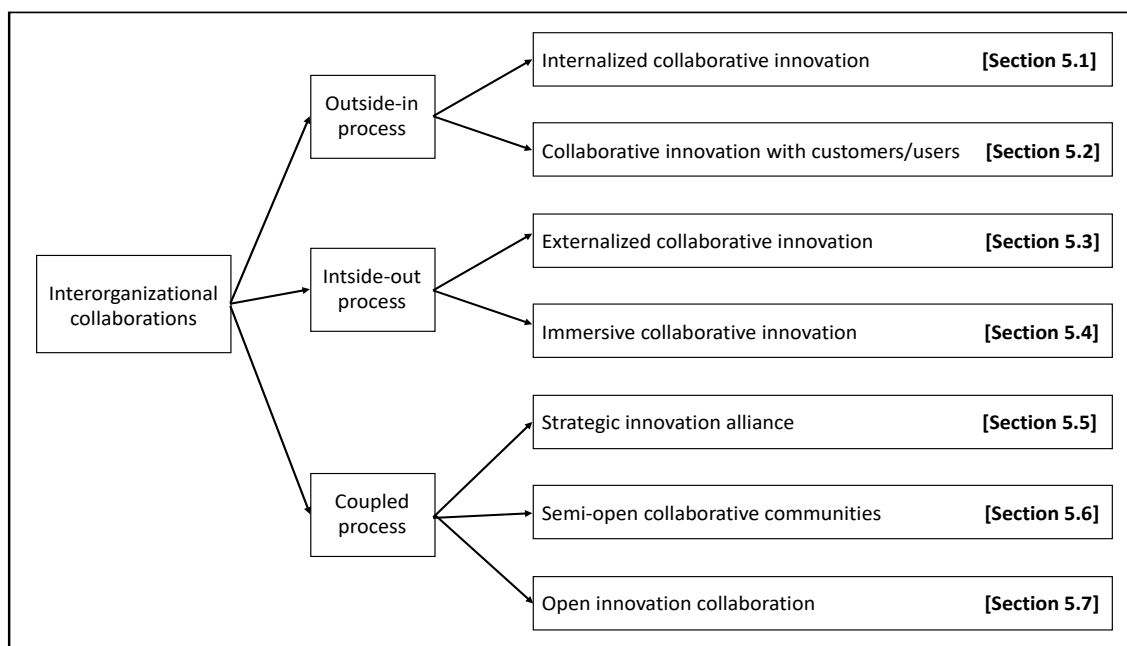 Interorganizational
collaborations
Outside-in
process
Internalized collaborative innovation [Section 5.1]
Collaborative innovation with customers/users [Section 5.2]
Intside-out
process
Externalized collaborative innovation [Section 5.3]
Immersive collaborative innovation [Section 5.4]
Coupled
process
Strategic innovation alliance [Section 5.5]
Semi-open collaborative communities [Section 5.6]
Open innovation collaboration [Section 5.7]